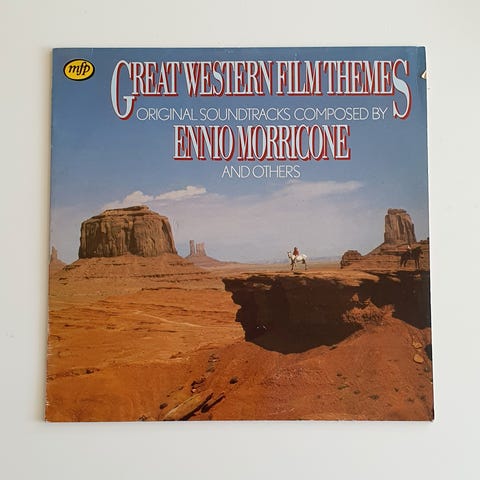 mfp
GREAT WESTERN FILM THEMES
ORIGINAL SOUNDTRACKS COMPOSED BY
ENNIO MORRICONE
AND OTHERS